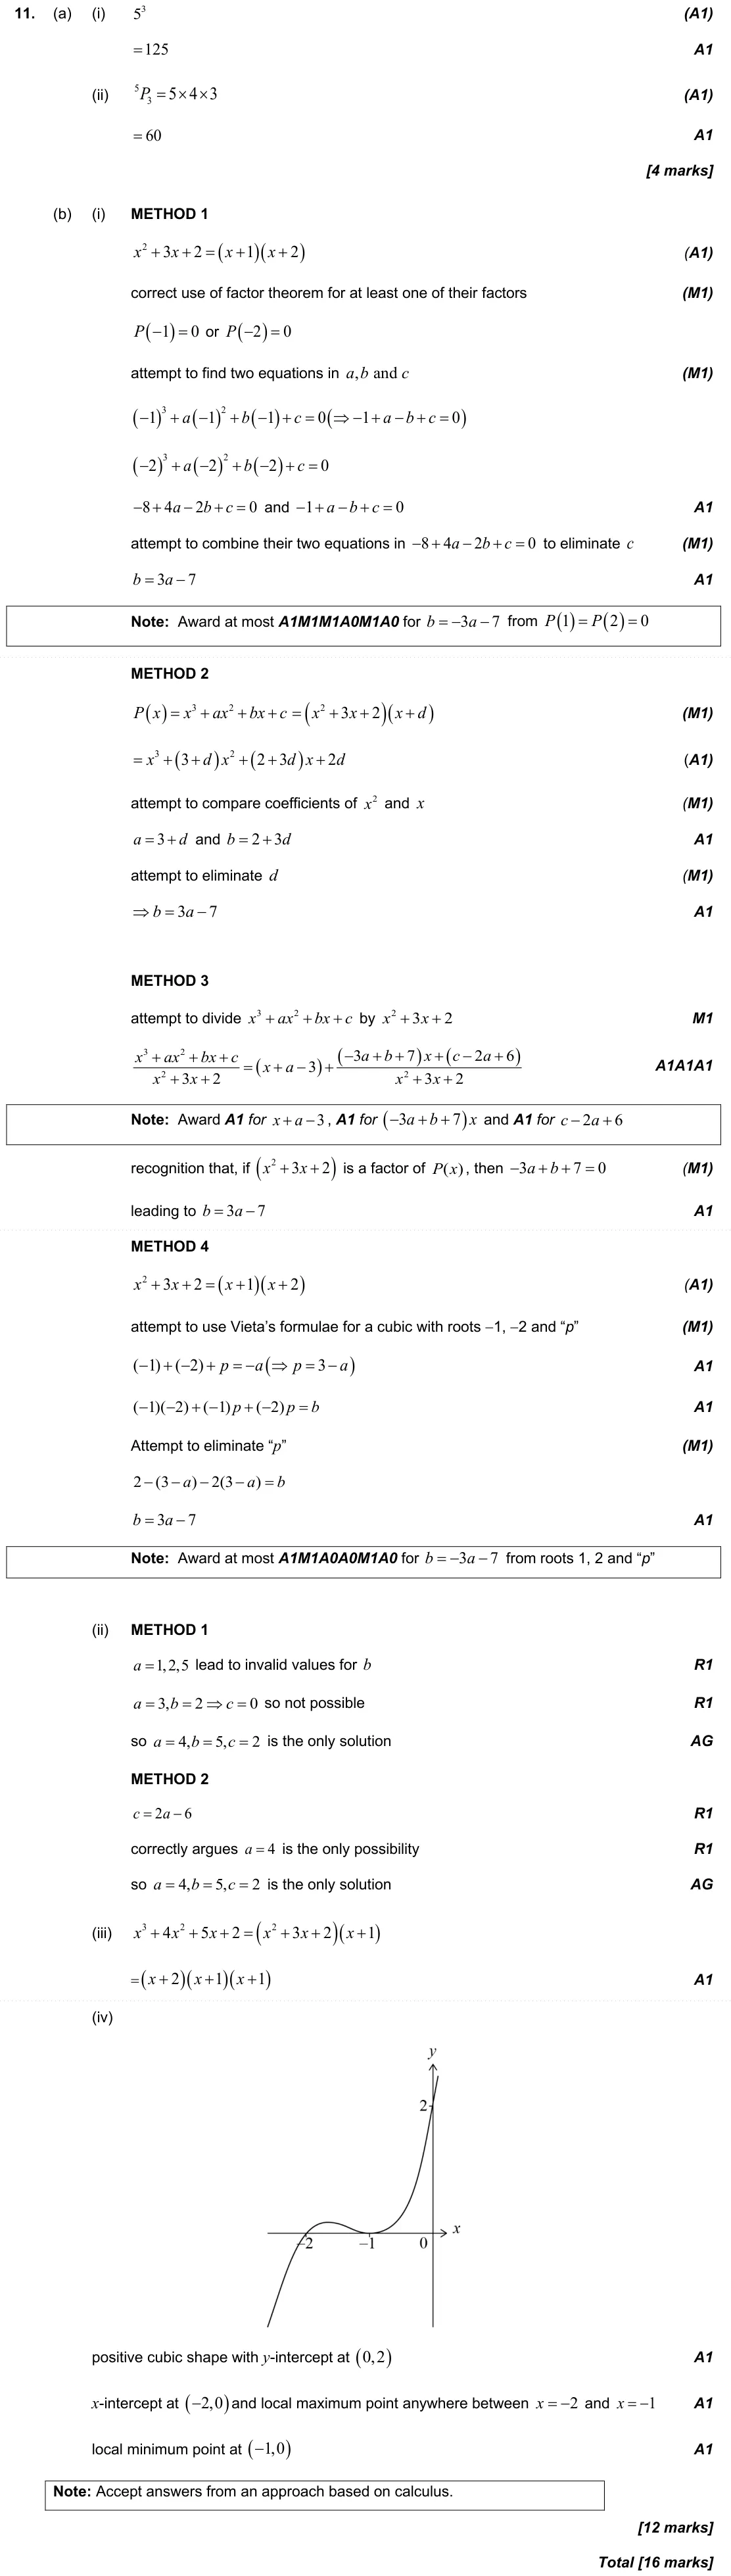 11. (a) (i) 5³ (A1)
=125 A1
(ii) ⁵P₃ = 5×4×3 (A1)
= 60 A1
[4 marks]
(b) (i) METHOD 1
x² + 3x + 2 = (x+1)(x+2) (A1)
correct use of factor theorem for at least one of their factors (M1)
P(−1) = 0 or P(−2) = 0
attempt to find two equations in a, b and c (M1)
(−1)³ + a(−1)² + b(−1) + c = 0(⇒ −1 + a − b + c = 0)
(−2)³ + a(−2)² + b(−2) + c = 0
−8 + 4a − 2b + c = 0 and −1 + a − b + c = 0 A1
attempt to combine their two equations in −8 + 4a − 2b + c = 0 to eliminate c (M1)
b = 3a − 7 A1
Note: Award at most A1M1M1A0M1A0 for b = −3a − 7 from P(1) = P(2) = 0
METHOD 2
P(x) = x³ + ax² + bx + c = (x² + 3x + 2)(x + d) (M1)
= x³ + (3 + d)x² + (2 + 3d)x + 2d (A1)
attempt to compare coefficients of x² and x (M1)
a = 3 + d and b = 2 + 3d A1
attempt to eliminate d (M1)
⇒ b = 3a − 7 A1
METHOD 3
attempt to divide x³ + ax² + bx + c by x² + 3x + 2 M1
(x³ + ax² + bx + c)/(x² + 3x + 2) = (x + a − 3) + ((−3a + b + 7)x + (c − 2a + 6))/(x² + 3x + 2) A1A1A1
Note: Award A1 for x + a − 3, A1 for (−3a + b + 7)x and A1 for c − 2a + 6
recognition that, if (x² + 3x + 2) is a factor of P(x), then −3a + b + 7 = 0 (M1)
leading to b = 3a − 7 A1
METHOD 4
x² + 3x + 2 = (x+1)(x+2) (A1)
attempt to use Vieta's formulae for a cubic with roots –1, –2 and "p" (M1)
(−1) + (−2) + p = −a(⇒ p = 3 − a) A1
(−1)(−2) + (−1)p + (−2)p = b A1
Attempt to eliminate "p" (M1)
2 − (3 − a) − 2(3 − a) = b
b = 3a − 7 A1
Note: Award at most A1M1A0A0M1A0 for b = −3a − 7 from roots 1, 2 and "p"
(ii) METHOD 1
a = 1, 2, 5 lead to invalid values for b R1
a = 3, b = 2 ⇒ c = 0 so not possible R1
so a = 4, b = 5, c = 2 is the only solution AG
METHOD 2
c = 2a − 6 R1
correctly argues a = 4 is the only possibility R1
so a = 4, b = 5, c = 2 is the only solution AG
(iii) x³ + 4x² + 5x + 2 = (x² + 3x + 2)(x + 1)
= (x + 2)(x + 1)(x + 1) A1
(iv)
y
2
x
−2 −1 0
positive cubic shape with y-intercept at (0, 2) A1
x-intercept at (−2, 0) and local maximum point anywhere between x = −2 and x = −1 A1
local minimum point at (−1, 0) A1
Note: Accept answers from an approach based on calculus.
[12 marks]
Total [16 marks]